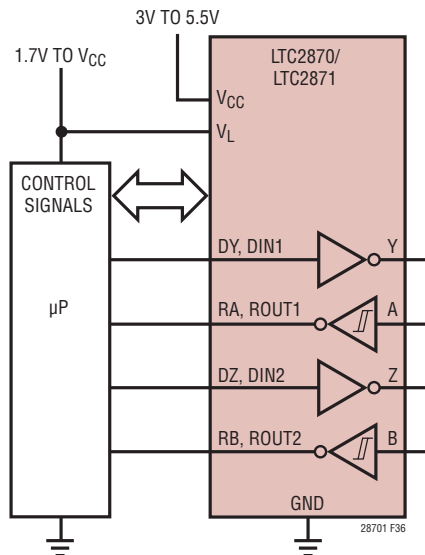 3V TO 5.5V
1.7V TO VCC
LTC2870/
LTC2871
VCC
VL
CONTROL
SIGNALS
DY, DIN1
Y
µP
RA, ROUT1
A
DZ, DIN2
Z
RB, ROUT2
B
GND
28701 F36